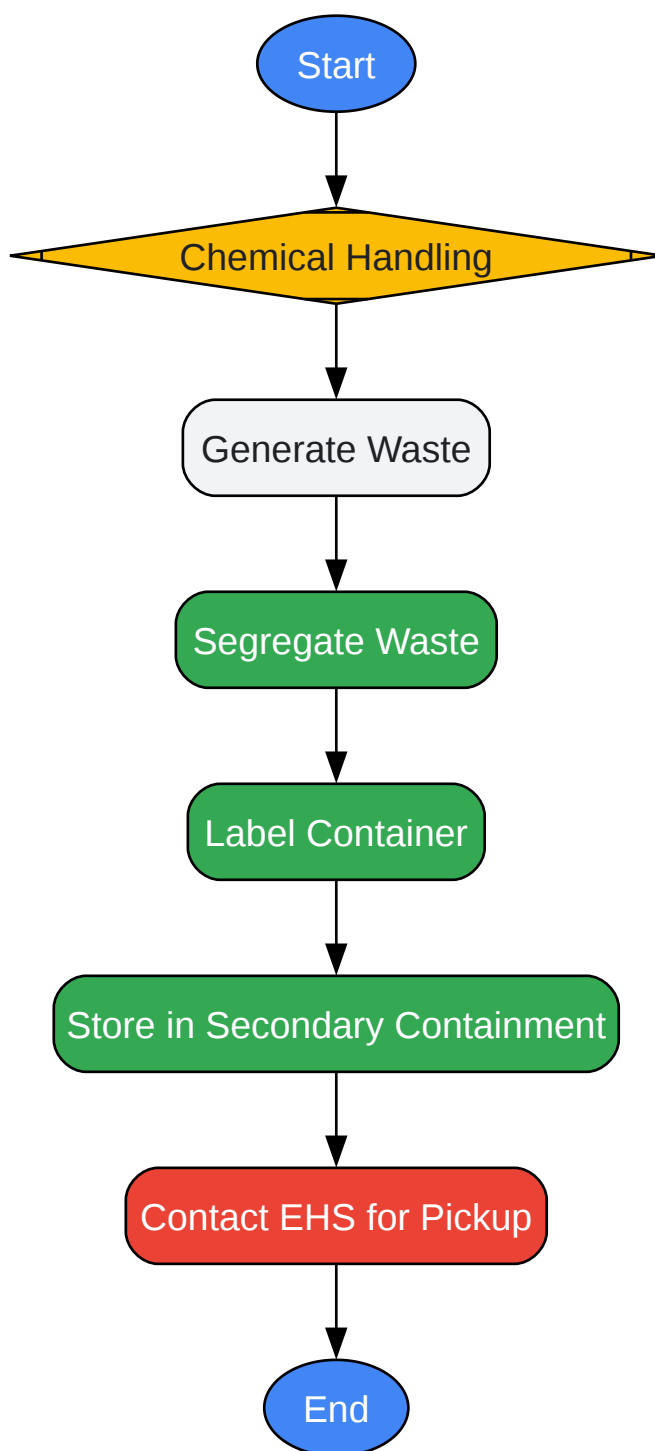 Start
Chemical Handling
Generate Waste
Segregate Waste
Label Container
Store in Secondary Containment
Contact EHS for Pickup
End